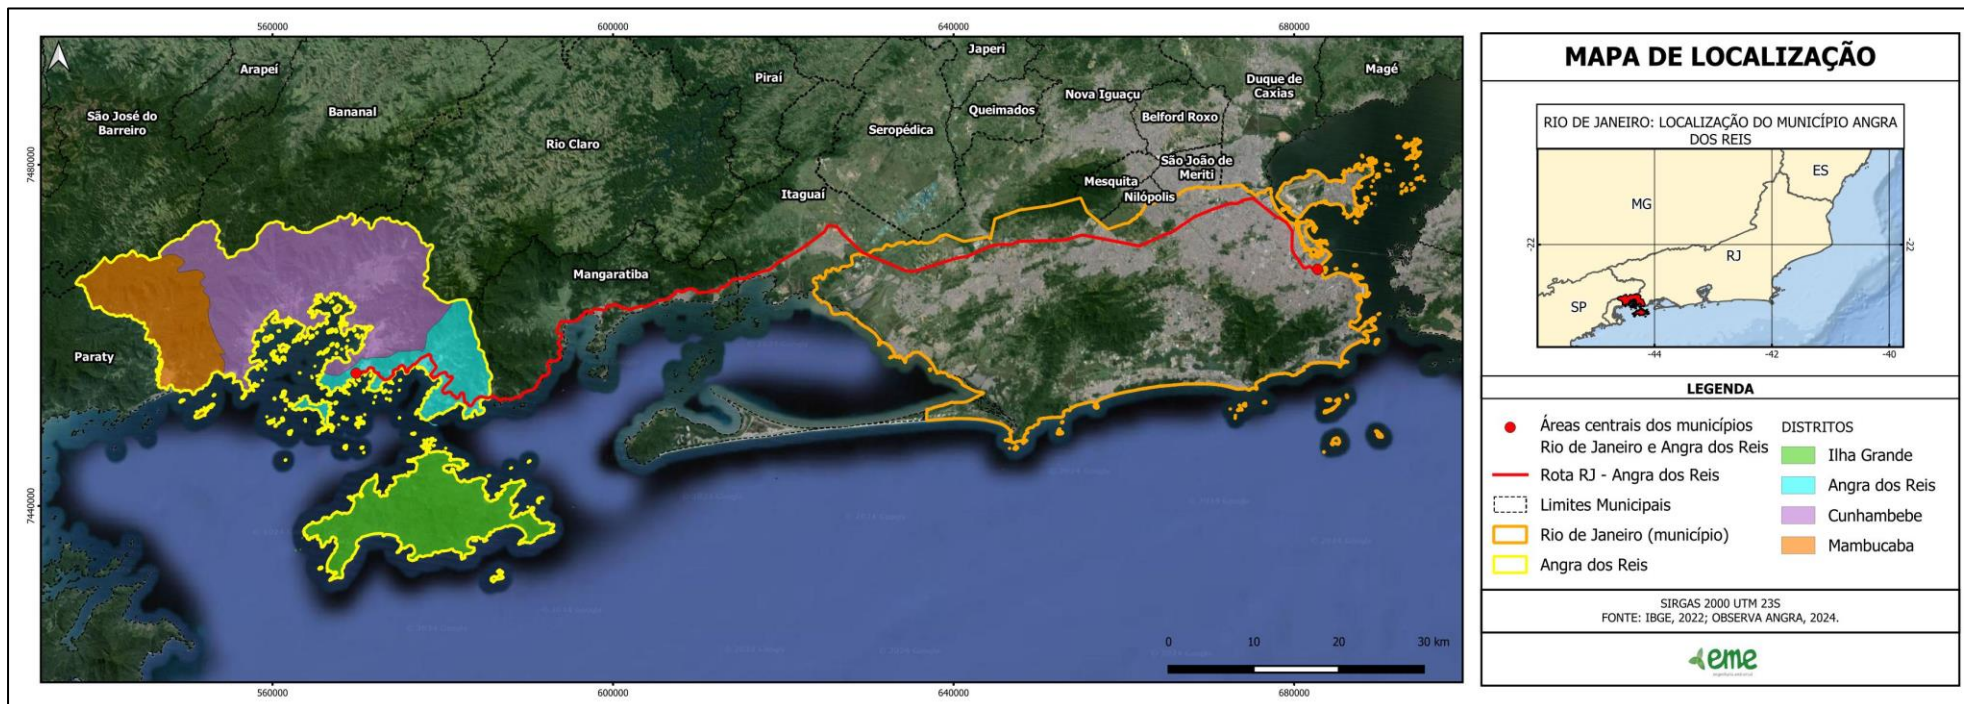 560000
600000
640000
680000
7480000
7440000
Arapeí
São José do
Barreiro
Bananal
Rio Claro
Piraí
Japeri
Queimados
Seropédica
Nova Iguaçu
Duque de
Caxias
Magé
Belford Roxo
São João de
Meriti
Mesquita
Nilópolis
Itaguaí
Mangaratiba
Paraty
0
10
20
30 km
560000
600000
640000
680000
MAPA DE LOCALIZAÇÃO
RIO DE JANEIRO: LOCALIZAÇÃO DO MUNICÍPIO ANGRA
DOS REIS
ES
MG
RJ
SP
-22
-22
-44
-42
-40
LEGENDA
Áreas centrais dos municípios
Rio de Janeiro e Angra dos Reis
Rota RJ - Angra dos Reis
Limites Municipais
Rio de Janeiro (município)
Angra dos Reis
DISTRITOS
Ilha Grande
Angra dos Reis
Cunhambebe
Mambucaba
SIRGAS 2000 UTM 23S
FONTE: IBGE, 2022; OBSERVA ANGRA, 2024.
eme